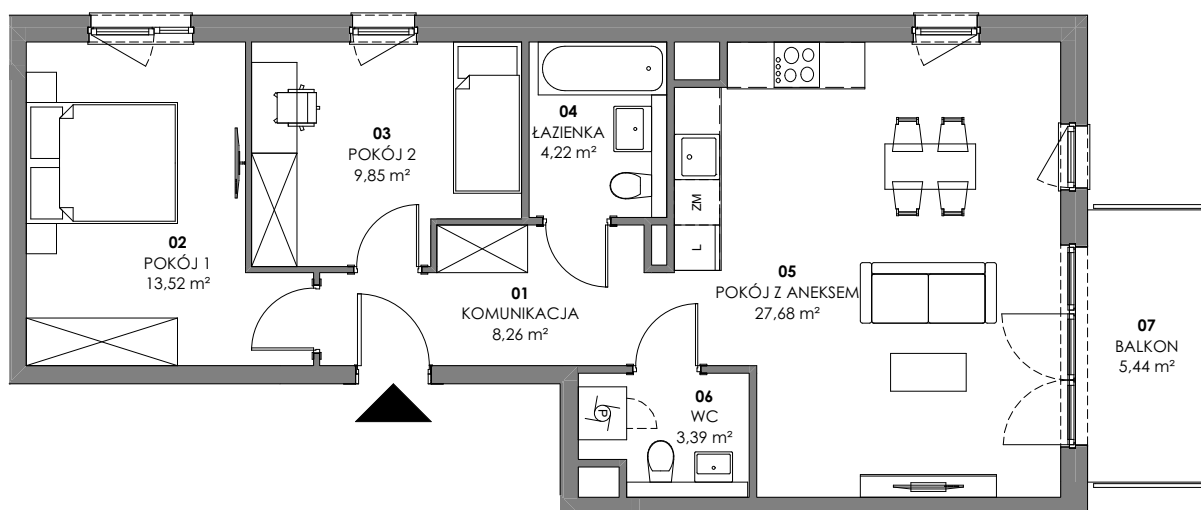 02
POKÓJ 1
13,52 m²
03
POKÓJ 2
9,85 m²
04
ŁAZIENKA
4,22 m²
ZM
L
01
KOMUNIKACJA
8,26 m²
05
POKÓJ Z ANEKSEM
27,68 m²
06
WC
3,39 m²
P
07
BALKON
5,44 m²